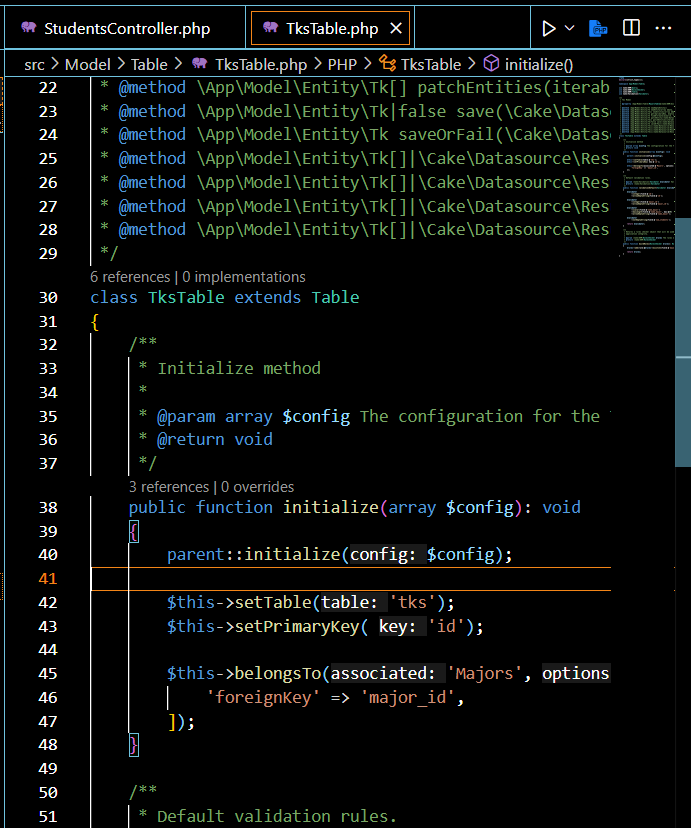 StudentsController.php
TksTable.php
src > Model > Table > TksTable.php > PHP > TksTable > initialize()
22 * @method \App\Model\Entity\Tk[] patchEntities(iterab
23 * @method \App\Model\Entity\Tk|false save(\Cake\Datas
24 * @method \App\Model\Entity\Tk saveOrFail(\Cake\Datas
25 * @method \App\Model\Entity\Tk[]|\Cake\Datasource\Res
26 * @method \App\Model\Entity\Tk[]|\Cake\Datasource\Res
27 * @method \App\Model\Entity\Tk[]|\Cake\Datasource\Res
28 * @method \App\Model\Entity\Tk[]|\Cake\Datasource\Res
29 */
6 references | 0 implementations
30 class TksTable extends Table
31 {
32 /**
33 * Initialize method
34 *
35 * @param array $config The configuration for the
36 * @return void
37 */
3 references | 0 overrides
38 public function initialize(array $config): void
39 {
40 parent::initialize(config: $config);
41
42 $this->setTable(table: 'tks');
43 $this->setPrimaryKey( key: 'id');
44
45 $this->belongsTo(associated: 'Majors', options
46 'foreignKey' => 'major_id',
47 ]);
48 }
49
50 /**
51 * Default validation rules.